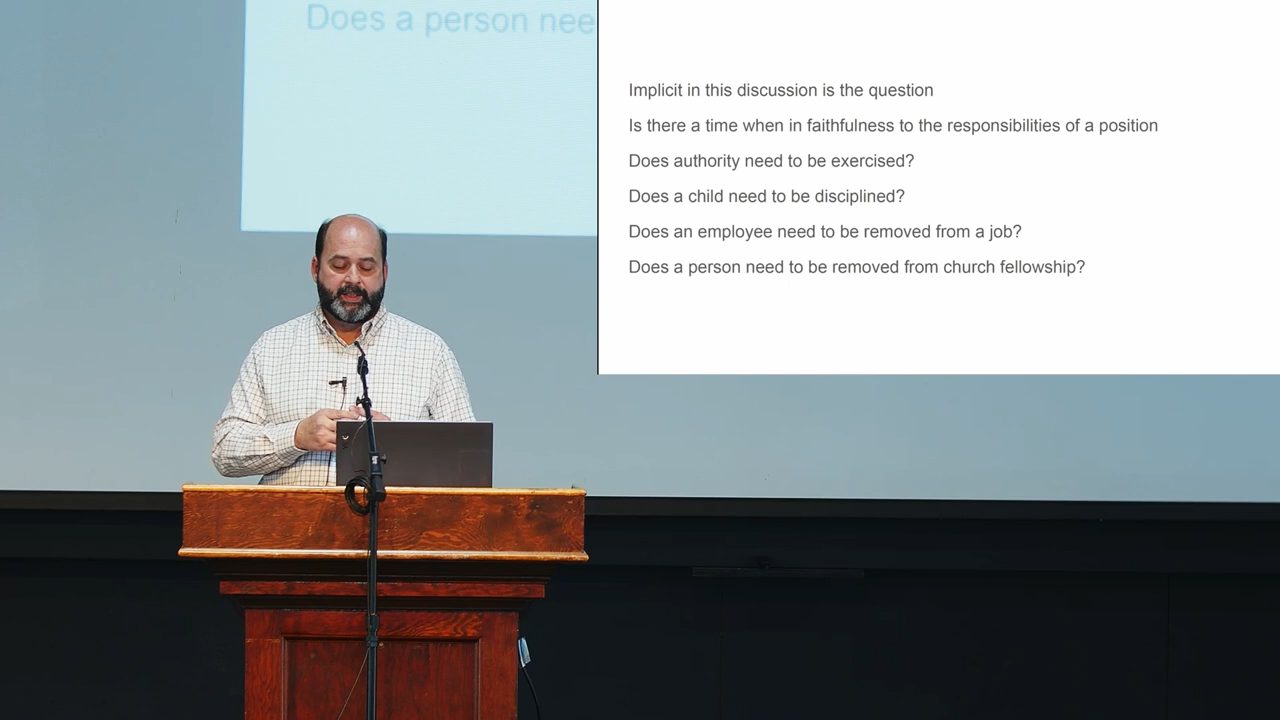 Does a person nee
Implicit in this discussion is the question
Is there a time when in faithfulness to the responsibilities of a position
Does authority need to be exercised?
Does a child need to be disciplined?
Does an employee need to be removed from a job?
Does a person need to be removed from church fellowship?